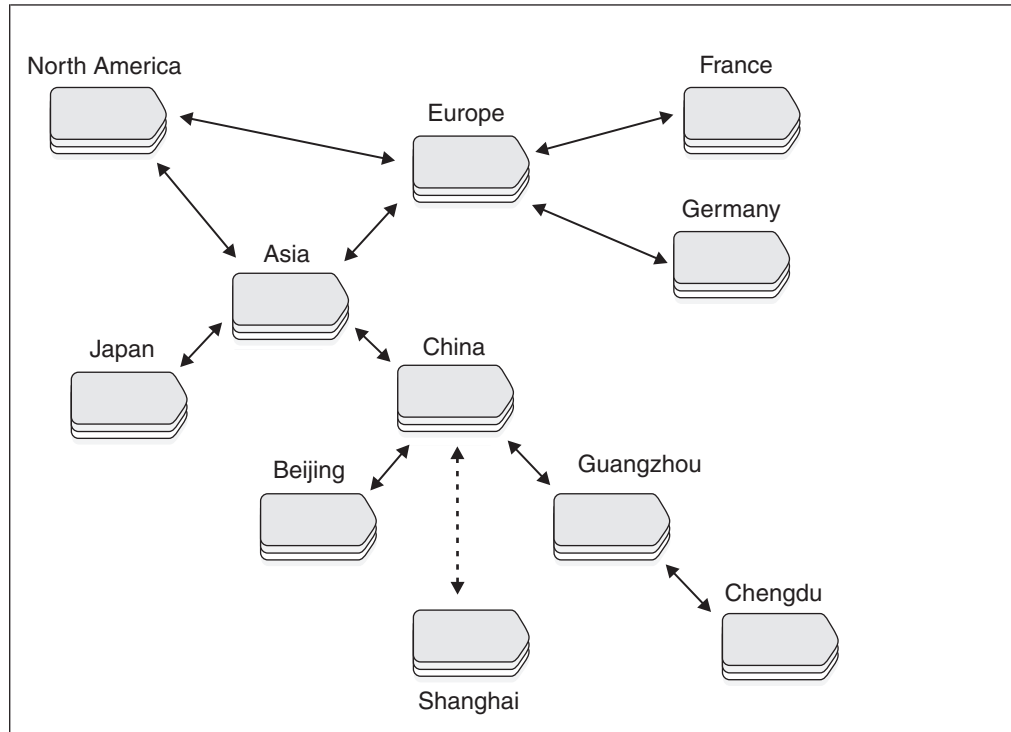 North America
France
Europe
Germany
Asia
Japan
China
Beijing
Guangzhou
Chengdu
Shanghai